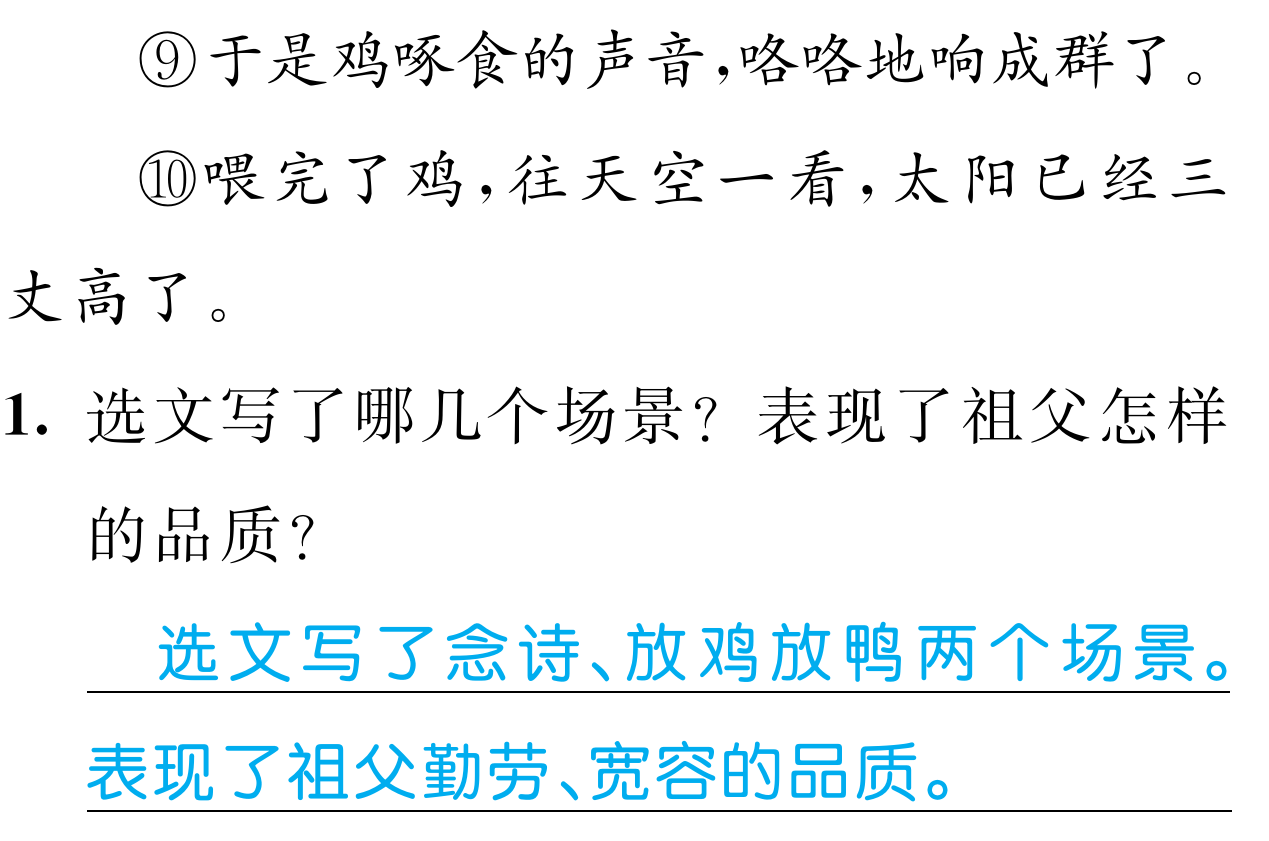 ⑨于是鸡啄食的声音,咯咯地响成群了。
⑩喂完了鸡,往天空一看,太阳已经三
丈高了。
1. 选文写了哪几个场景？表现了祖父怎样
的品质？
选文写了念诗、放鸡放鸭两个场景。
表现了祖父勤劳、宽容的品质。